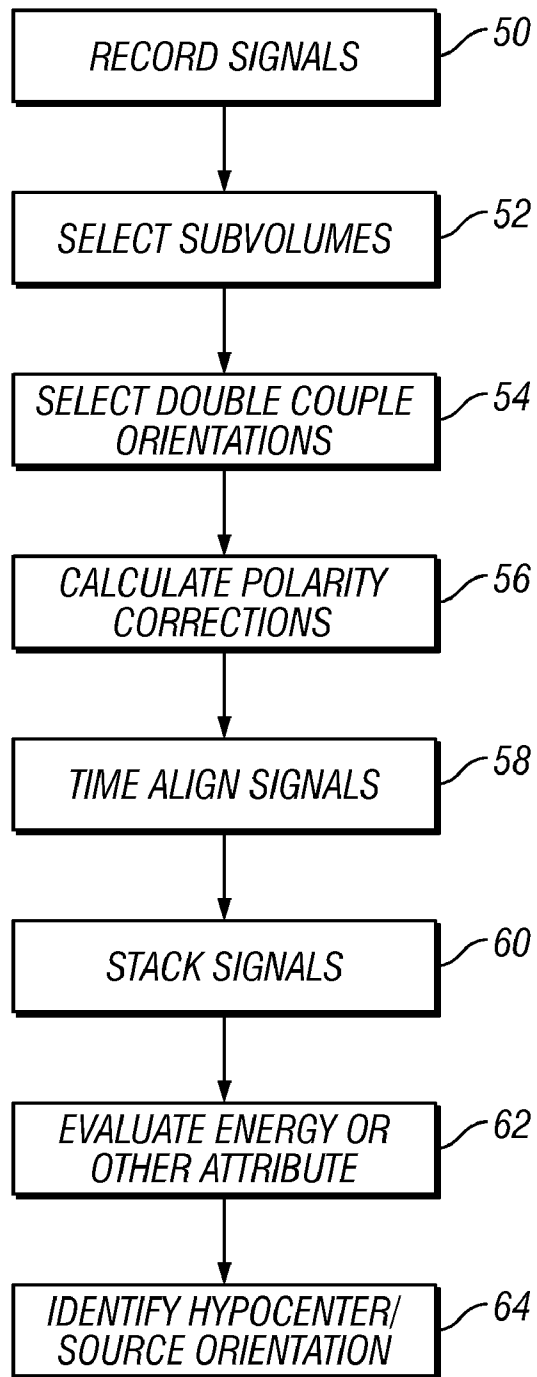 RECORD SIGNALS
50
SELECT SUBVOLUMES
52
SELECT DOUBLE COUPLE
ORIENTATIONS
54
CALCULATE POLARITY
CORRECTIONS
56
TIME ALIGN SIGNALS
58
STACK SIGNALS
60
EVALUATE ENERGY OR
OTHER ATTRIBUTE
62
IDENTIFY HYPOCENTER/
SOURCE ORIENTATION
64